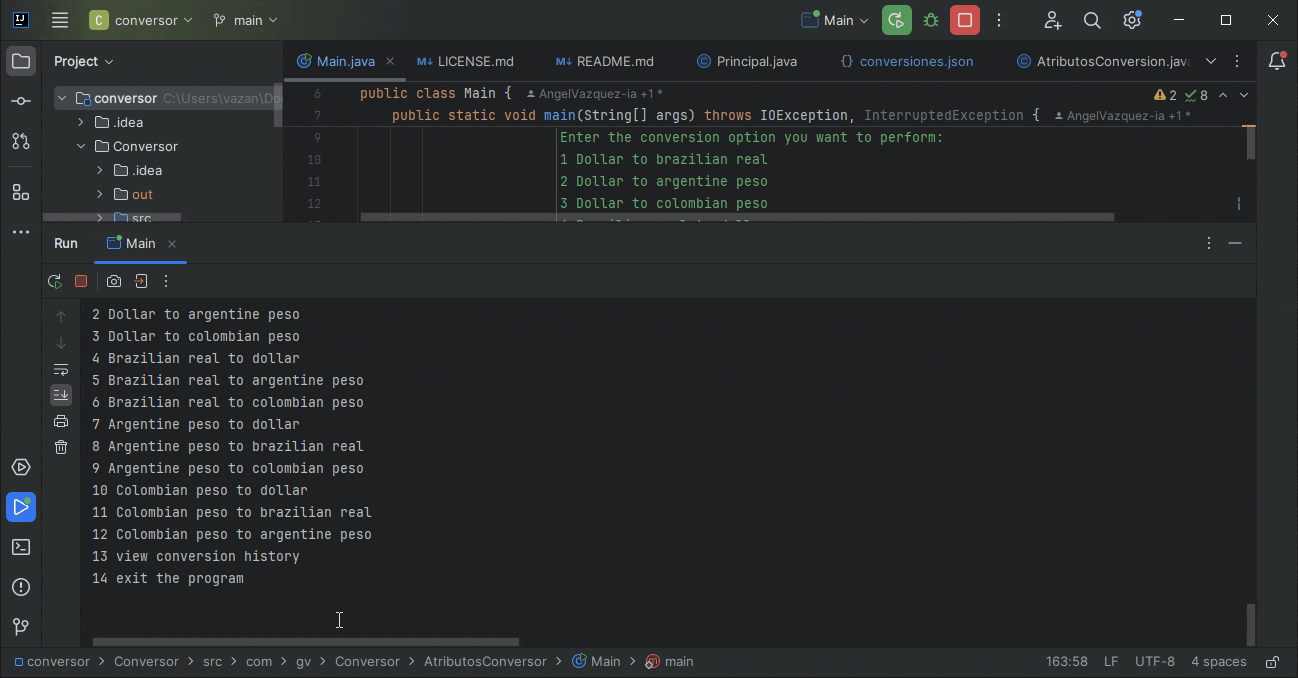 IJ C conversor main Main
Project Main.java M↓ LICENSE.md M↓ README.md Principal.java {} conversiones.json AtributosConversion.java
conversor C:\Users\vazan\Do
.idea
Conversor
.idea
out
src
6 public class Main { AngelVazquez-ia +1 * 2 8
7 public static void main(String[] args) throws IOException, InterruptedException { AngelVazquez-ia +1 *
9 Enter the conversion option you want to perform:
10 1 Dollar to brazilian real
11 2 Dollar to argentine peso
12 3 Dollar to colombian peso
Run Main
2 Dollar to argentine peso
3 Dollar to colombian peso
4 Brazilian real to dollar
5 Brazilian real to argentine peso
6 Brazilian real to colombian peso
7 Argentine peso to dollar
8 Argentine peso to brazilian real
9 Argentine peso to colombian peso
10 Colombian peso to dollar
11 Colombian peso to brazilian real
12 Colombian peso to argentine peso
13 view conversion history
14 exit the program
conversor > Conversor > src > com > gv > Conversor > AtributosConversor > Main > main 163:58 LF UTF-8 4 spaces